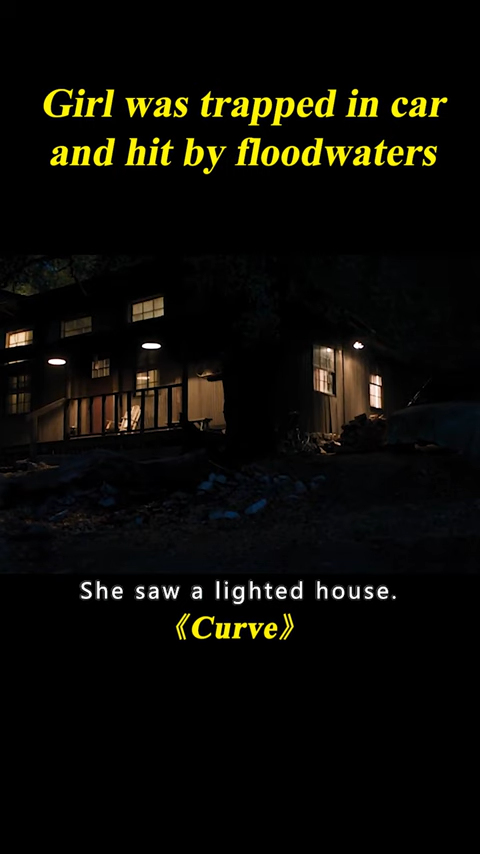 Girl was trapped in car
and hit by floodwaters
She saw a lighted house.
《Curve》